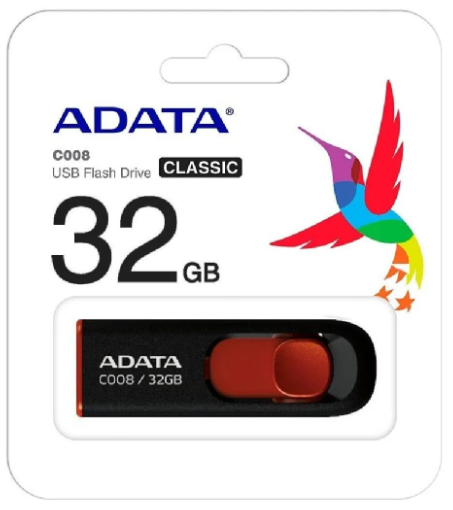 ADATA®
C008
USB Flash Drive CLASSIC
32GB
ADATA
C008 / 32GB